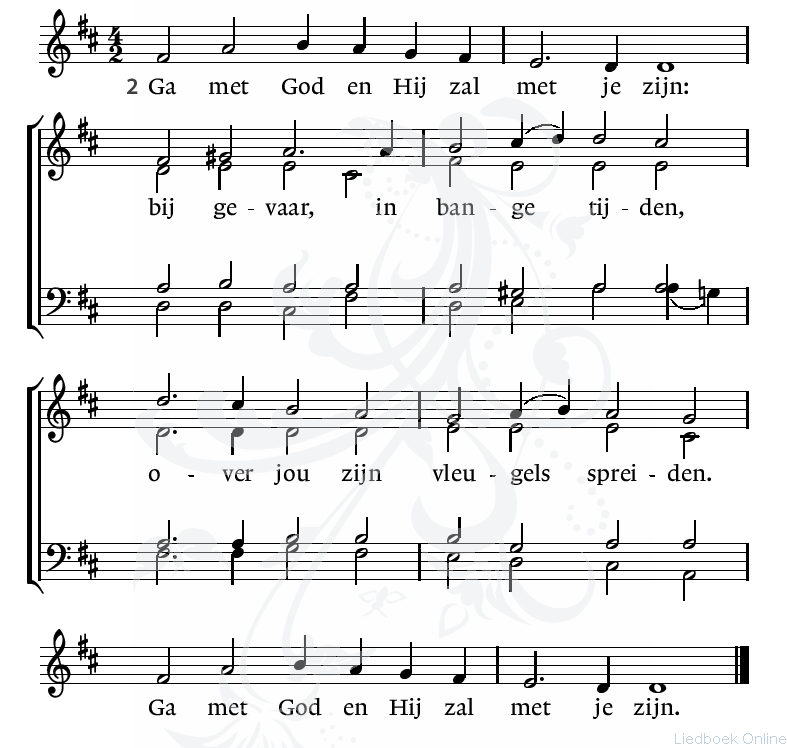 2 Ga met God en Hij zal met je zijn:
bij ge - vaar, in ban - ge tij - den,
o - ver jou zijn vleu - gels sprei - den.
Ga met God en Hij zal met je zijn.
Liedboek Online